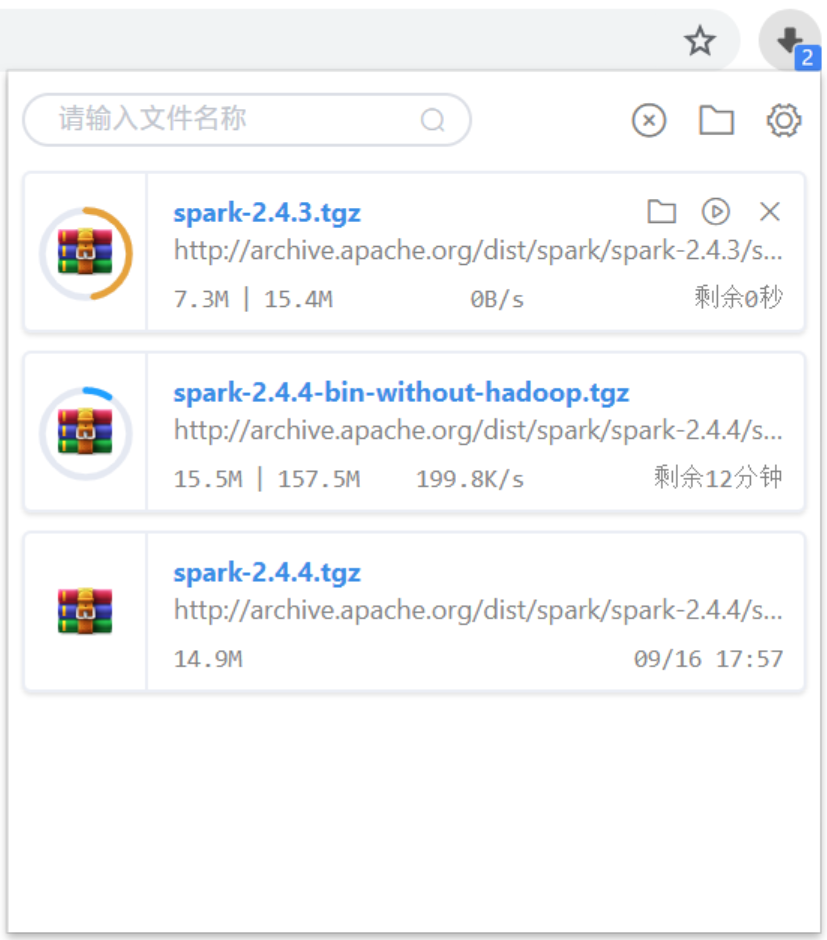 2
请输入文件名称
spark-2.4.3.tgz
http://archive.apache.org/dist/spark/spark-2.4.3/s...
7.3M | 15.4M 0B/s 剩余0秒
spark-2.4.4-bin-without-hadoop.tgz
http://archive.apache.org/dist/spark/spark-2.4.4/s...
15.5M | 157.5M 199.8K/s 剩余12分钟
spark-2.4.4.tgz
http://archive.apache.org/dist/spark/spark-2.4.4/s...
14.9M 09/16 17:57